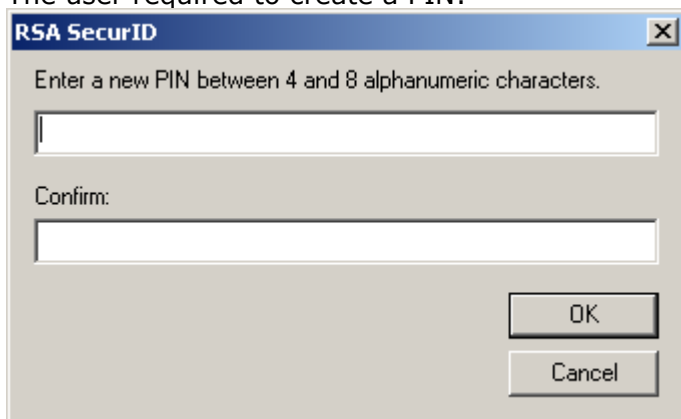 The user required to create a PIN.
RSA SecurID
Enter a new PIN between 4 and 8 alphanumeric characters.
Confirm:
OK
Cancel